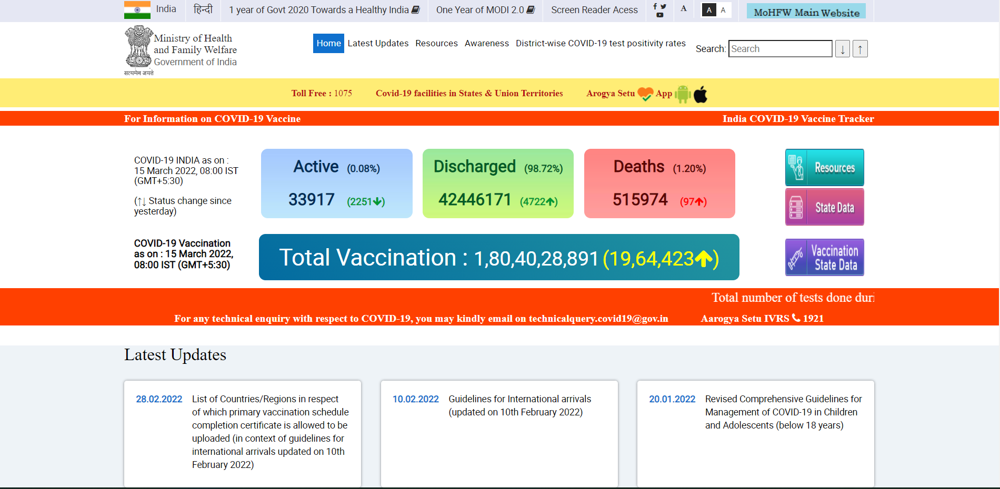 India
हिन्दी
1 year of Govt 2020 Towards a Healthy India
One Year of MODI 2.0
Screen Reader Acess
A
A
A
MoHFW Main Website
Ministry of Health
and Family Welfare
Government of India
सत्यमेव जयते
Home
Latest Updates
Resources
Awareness
District-wise COVID-19 test positivity rates
Search:
Search
↓
↑
Toll Free : 1075
Covid-19 facilities in States & Union Territories
Arogya Setu App
For Information on COVID-19 Vaccine
India COVID-19 Vaccine Tracker
COVID-19 INDIA as on :
15 March 2022, 08:00 IST
(GMT+5:30)
(↑↓ Status change since
yesterday)
Active (0.08%)
33917 (2251↓)
Discharged (98.72%)
42446171 (4722↑)
Deaths (1.20%)
515974 (97↑)
Resources
State Data
COVID-19 Vaccination
as on : 15 March 2022,
08:00 IST (GMT+5:30)
Total Vaccination : 1,80,40,28,891 (19,64,423↑)
Vaccination
State Data
Total number of tests done duri
For any technical enquiry with respect to COVID-19, you may kindly email on technicalquery.covid19@gov.in
Aarogya Setu IVRS 1921
Latest Updates
28.02.2022
List of Countries/Regions in respect
of which primary vaccination schedule
completion certificate is allowed to be
uploaded (in context of guidelines for
international arrivals updated on 10th
February 2022)
10.02.2022
Guidelines for International arrivals
(updated on 10th February 2022)
20.01.2022
Revised Comprehensive Guidelines for
Management of COVID-19 in Children
and Adolescents (below 18 years)